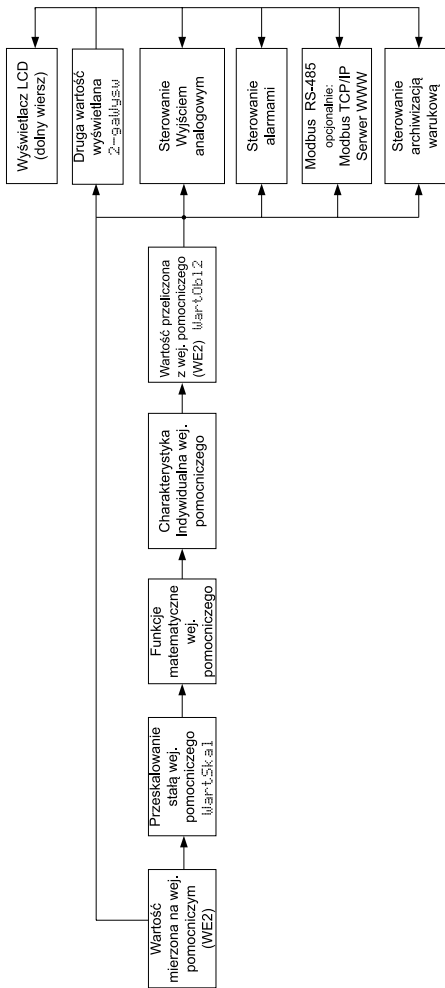 Wartość
mierzona na wej.
pomocniczym
(WE2)
Przeskalowanie
stałą wej.
pomocniczego
WartSkal
Funkcje
matematyczne
wej.
pomocniczego
Charakterystyka
Indywidualna wej.
pomocniczego
Wartość przeliczona
z wej. pomocniczego
(WE2) WartObl2
Wyświetlacz LCD
(dolny wiersz)
Druga wartość
wyświetlana
2-gaWysw
Sterowanie
Wyjściem
analogowym
Sterowanie
alarmami
Modbus RS-485
opcjonalnie:
Modbus TCP/IP
Serwer WWW
Sterowanie
archiwizacją
warukową